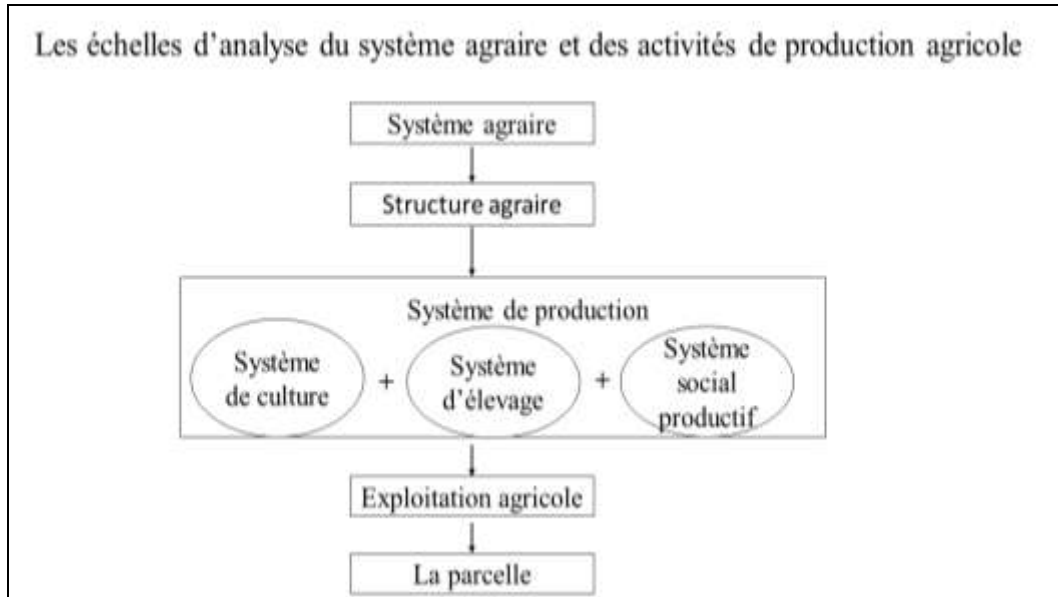 Les échelles d’analyse du système agraire et des activités de production agricole
Système agraire
Structure agraire
Système de production
Système
de culture
+
Système
d’élevage
+
Système
social
productif
Exploitation agricole
La parcelle